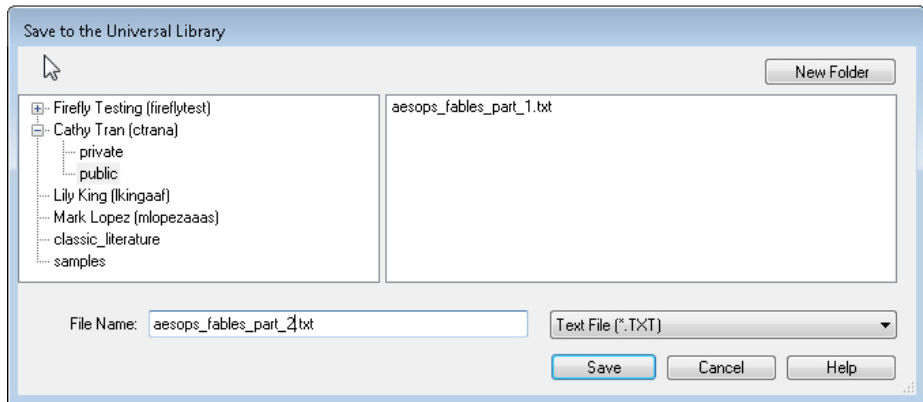 Save to the Universal Library
New Folder
Firefly Testing (fireflytest)
Cathy Tran (ctrana)
private
public
Lily King (lkingaaf)
Mark Lopez (mlopezaaas)
classic_literature
samples
aesops_fables_part_1.txt
File Name: aesops_fables_part_2.txt Text File (*.TXT)
Save Cancel Help